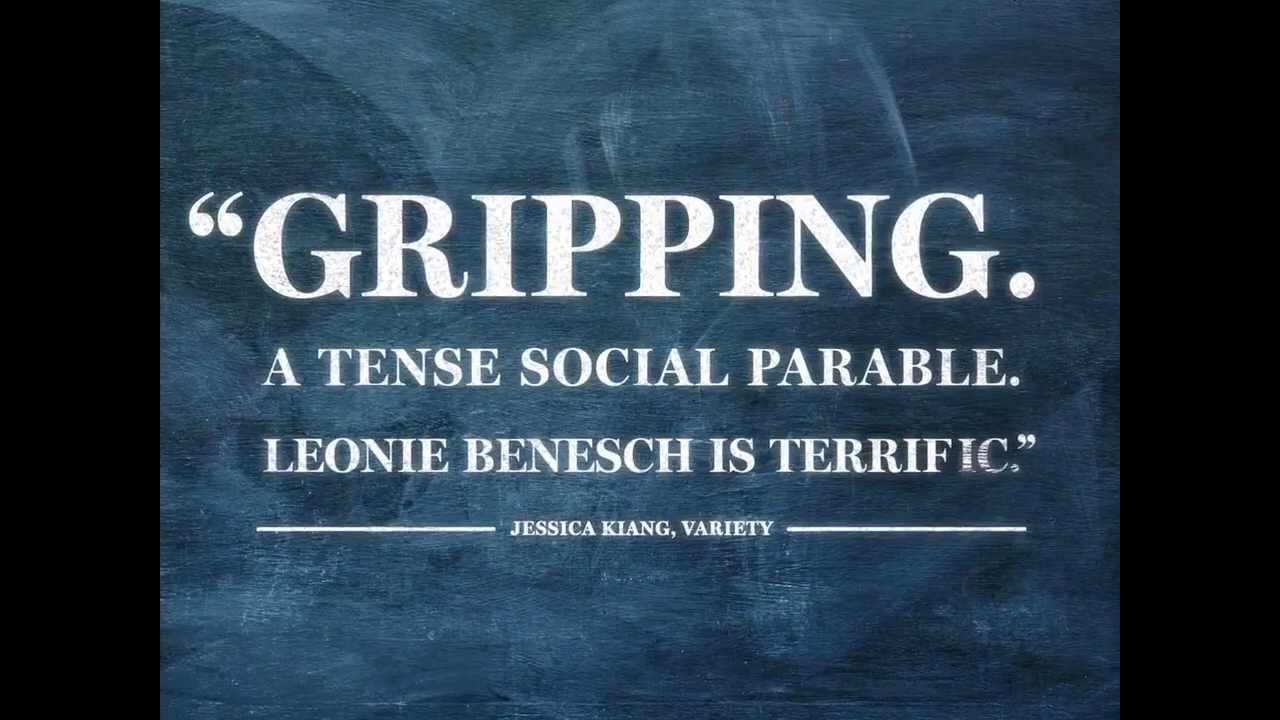 “GRIPPING.
A TENSE SOCIAL PARABLE.
LEONIE BENESCH IS TERRIFIC.”
JESSICA KIANG, VARIETY